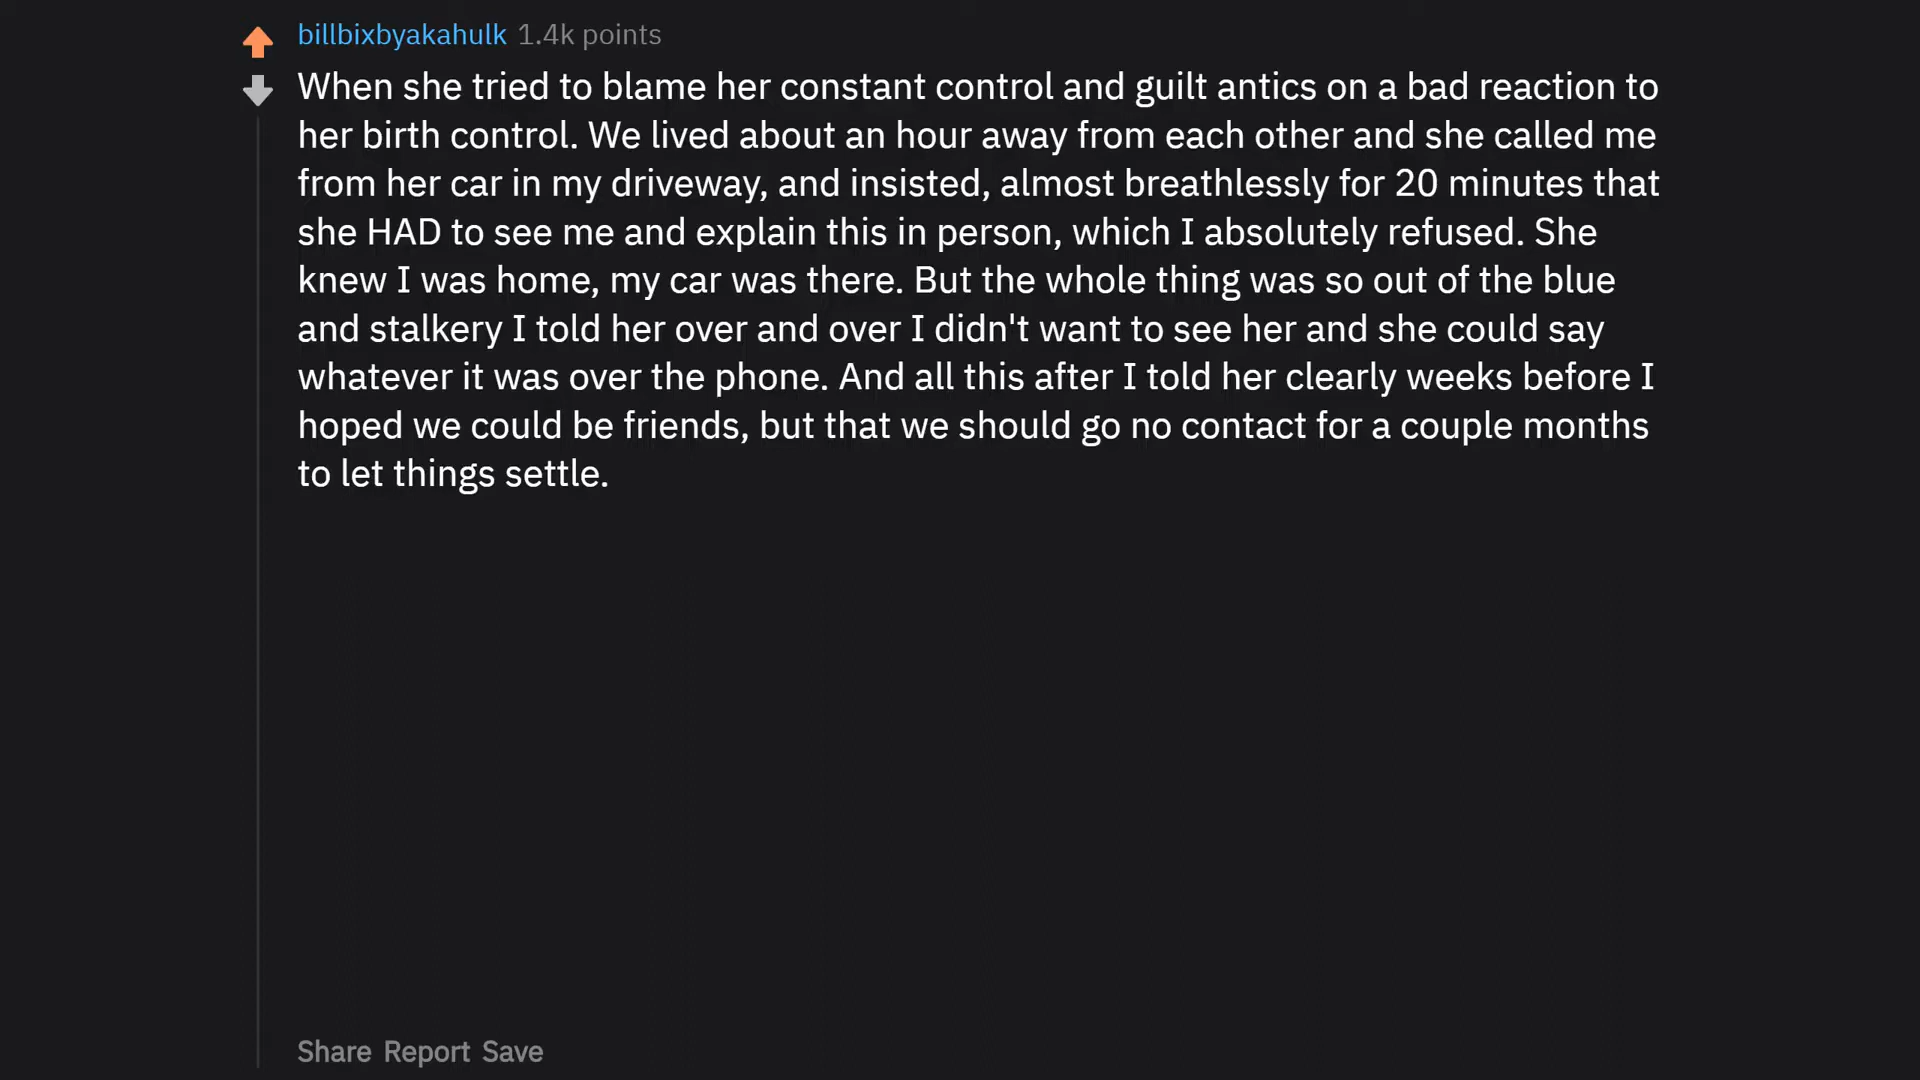 billbixbyakahulk 1.4k points
When she tried to blame her constant control and guilt antics on a bad reaction to
her birth control. We lived about an hour away from each other and she called me
from her car in my driveway, and insisted, almost breathlessly for 20 minutes that
she HAD to see me and explain this in person, which I absolutely refused. She
knew I was home, my car was there. But the whole thing was so out of the blue
and stalkery I told her over and over I didn't want to see her and she could say
whatever it was over the phone. And all this after I told her clearly weeks before I
hoped we could be friends, but that we should go no contact for a couple months
to let things settle.
Share Report Save